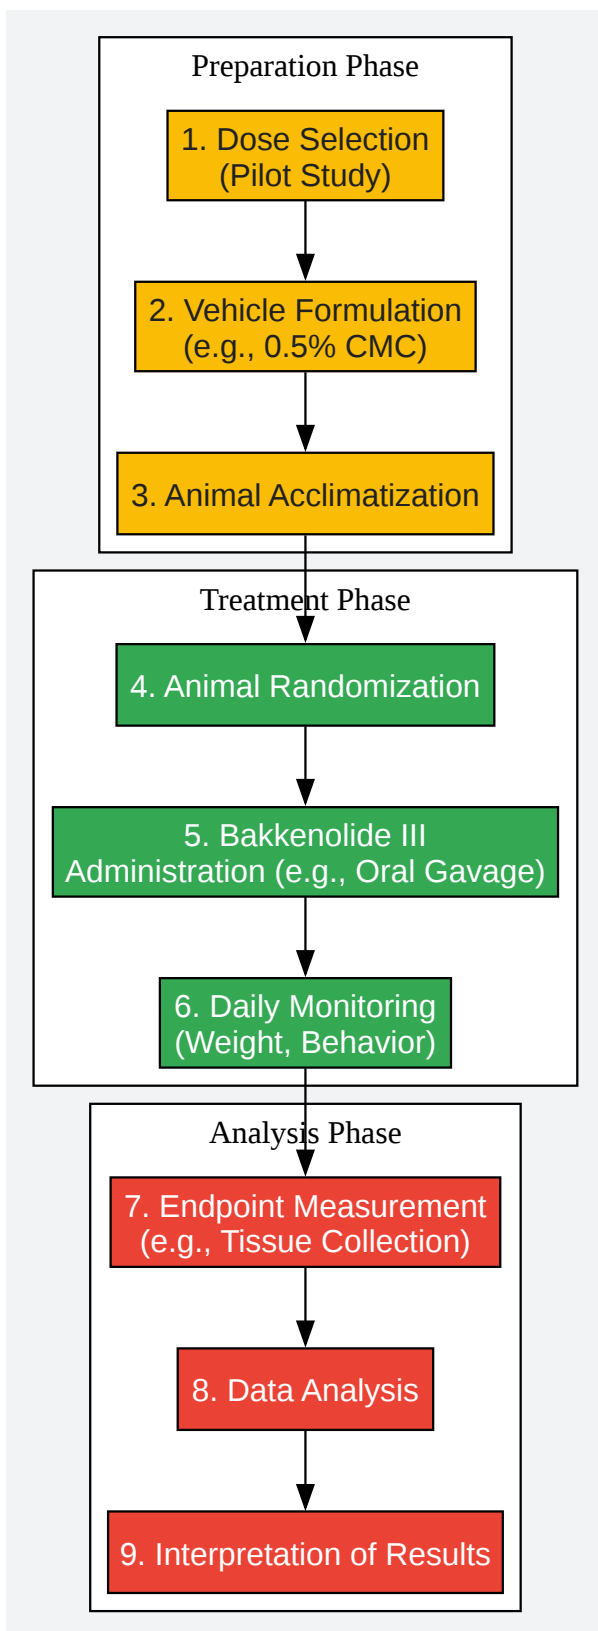 Preparation Phase
1. Dose Selection
(Pilot Study)
2. Vehicle Formulation
(e.g., 0.5% CMC)
3. Animal Acclimatization
Treatment Phase
4. Animal Randomization
5. Bakkenolide III
Administration (e.g., Oral Gavage)
6. Daily Monitoring
(Weight, Behavior)
Analysis Phase
7. Endpoint Measurement
(e.g., Tissue Collection)
8. Data Analysis
9. Interpretation of Results